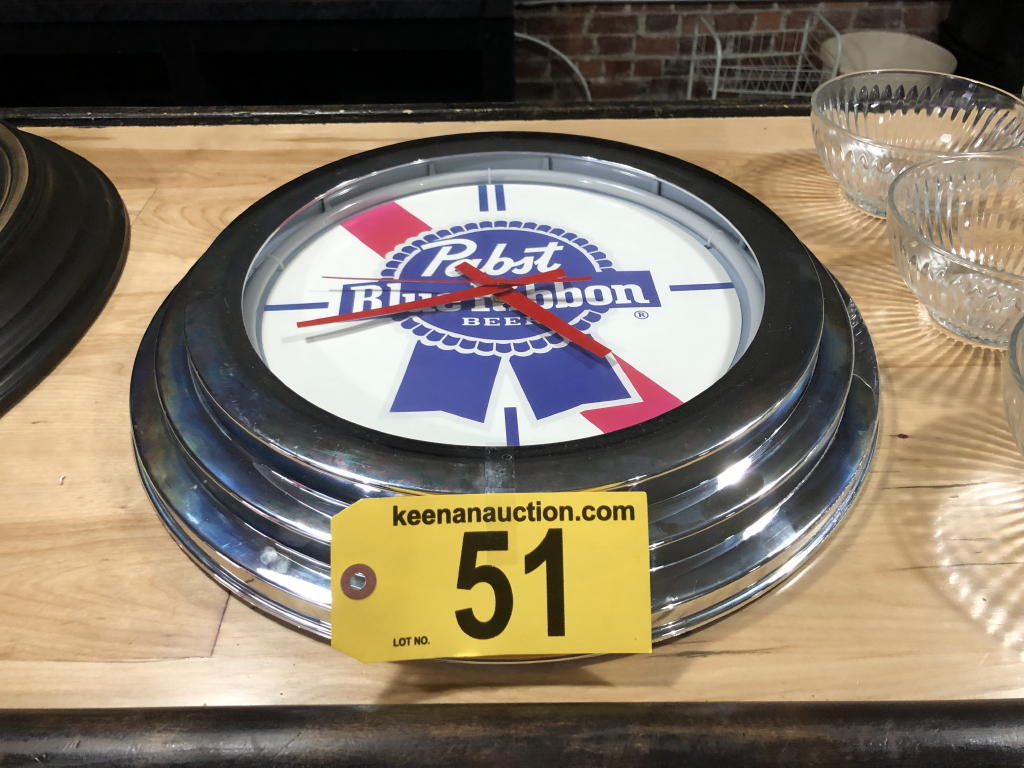 Pabst
Blue Ribbon
BEER
®
keenanauction.com
51
LOT NO.